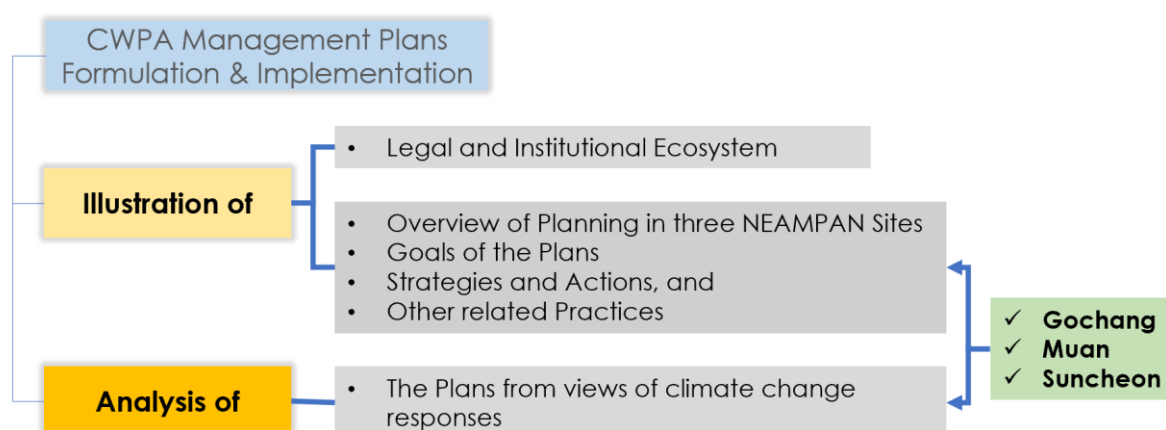 CWPA Management Plans
Formulation & Implementation
Illustration of
• Legal and Institutional Ecosystem
• Overview of Planning in three NEAMPAN Sites
• Goals of the Plans
• Strategies and Actions, and
• Other related Practices
✓ Gochang
✓ Muan
✓ Suncheon
Analysis of
• The Plans from views of climate change
responses